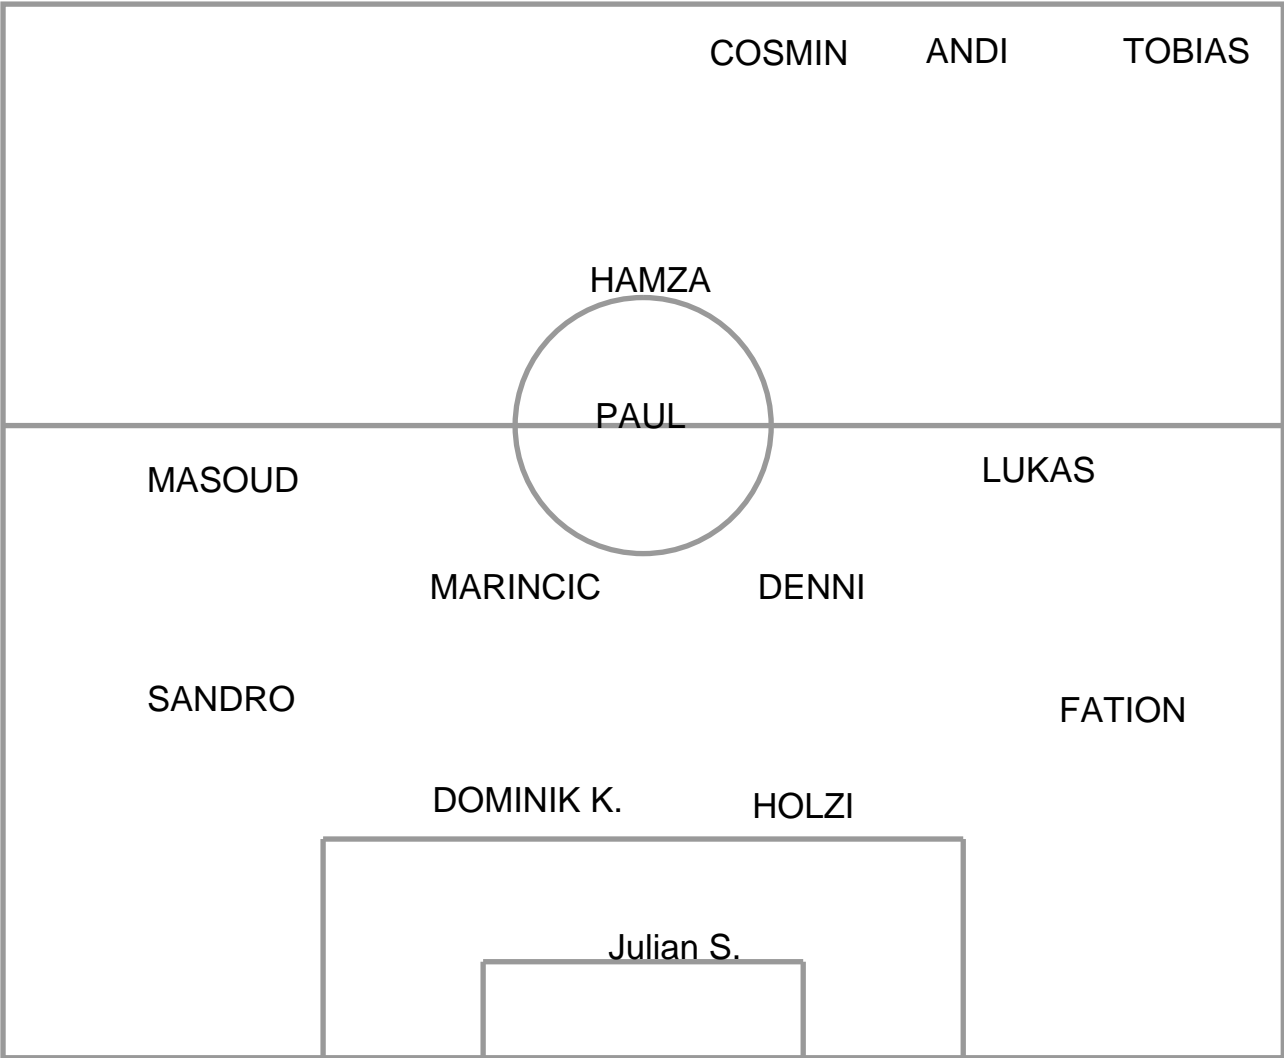 COSMIN ANDI TOBIAS
HAMZA
PAUL
MASOUD LUKAS
MARINCIC DENNI
SANDRO FATION
DOMINIK K. HOLZI
Julian S.